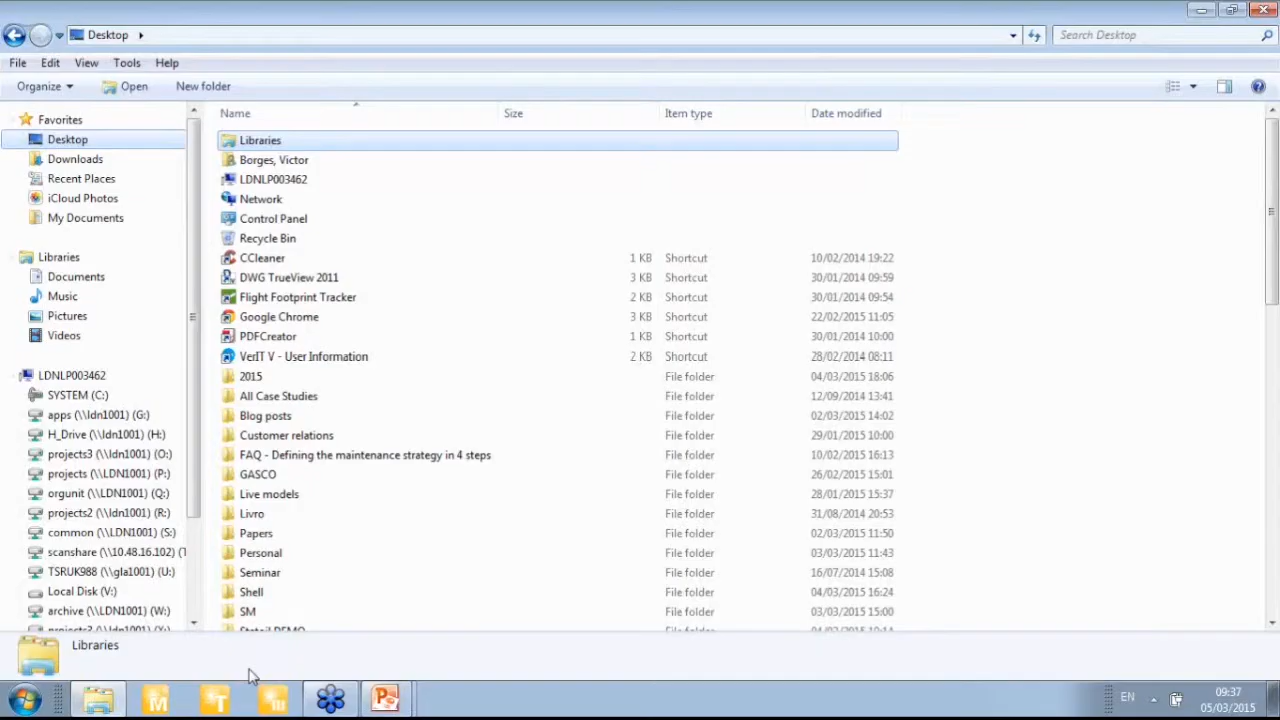 Desktop
Search Desktop
File Edit View Tools Help
Organize Open New folder
Name Size Item type Date modified
Favorites
Desktop
Downloads
Recent Places
iCloud Photos
My Documents
Libraries
Documents
Music
Pictures
Videos
LDNLP003462
SYSTEM (C:)
apps (\\ldn1001) (G:)
H_Drive (\\ldn1001) (H:)
projects3 (\\ldn1001) (O:)
projects (\\LDN1001) (P:)
orgunit (\\LDN1001) (Q:)
projects2 (\\ldn1001) (R:)
common (\\LDN1001) (S:)
scanshare (\\10.48.16.102) (T
TSRUK988 (\\gla1001) (U:)
Local Disk (V:)
archive (\\LDN1001) (W:)
Libraries
Borges, Victor
LDNLP003462
Network
Control Panel
Recycle Bin
CCleaner 1 KB Shortcut 10/02/2014 19:22
DWG TrueView 2011 3 KB Shortcut 30/01/2014 09:59
Flight Footprint Tracker 2 KB Shortcut 30/01/2014 09:54
Google Chrome 3 KB Shortcut 22/02/2015 11:05
PDFCreator 1 KB Shortcut 30/01/2014 10:00
VerIT V - User Information 2 KB Shortcut 28/02/2014 08:11
2015 File folder 04/03/2015 18:06
All Case Studies File folder 12/09/2014 13:41
Blog posts File folder 02/03/2015 14:02
Customer relations File folder 29/01/2015 10:00
FAQ - Defining the maintenance strategy in 4 steps File folder 10/02/2015 16:13
GASCO File folder 26/02/2015 15:01
Live models File folder 28/01/2015 15:37
Livro File folder 31/08/2014 20:53
Papers File folder 02/03/2015 11:50
Personal File folder 03/03/2015 11:43
Seminar File folder 16/07/2014 15:08
Shell File folder 04/03/2015 16:24
SM File folder 03/03/2015 15:00
Libraries
M T
EN
09:37
05/03/2015